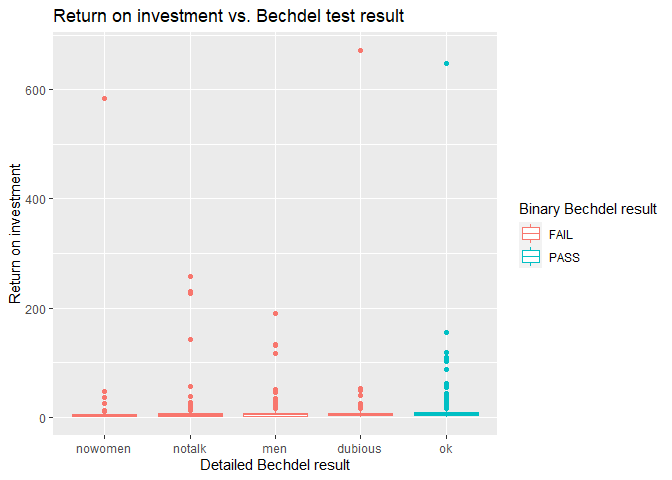 Return on investment vs. Bechdel test result
Return on investment
600
400
200
0
nowomen
notalk
men
dubious
ok
Detailed Bechdel result
Binary Bechdel result
FAIL
PASS